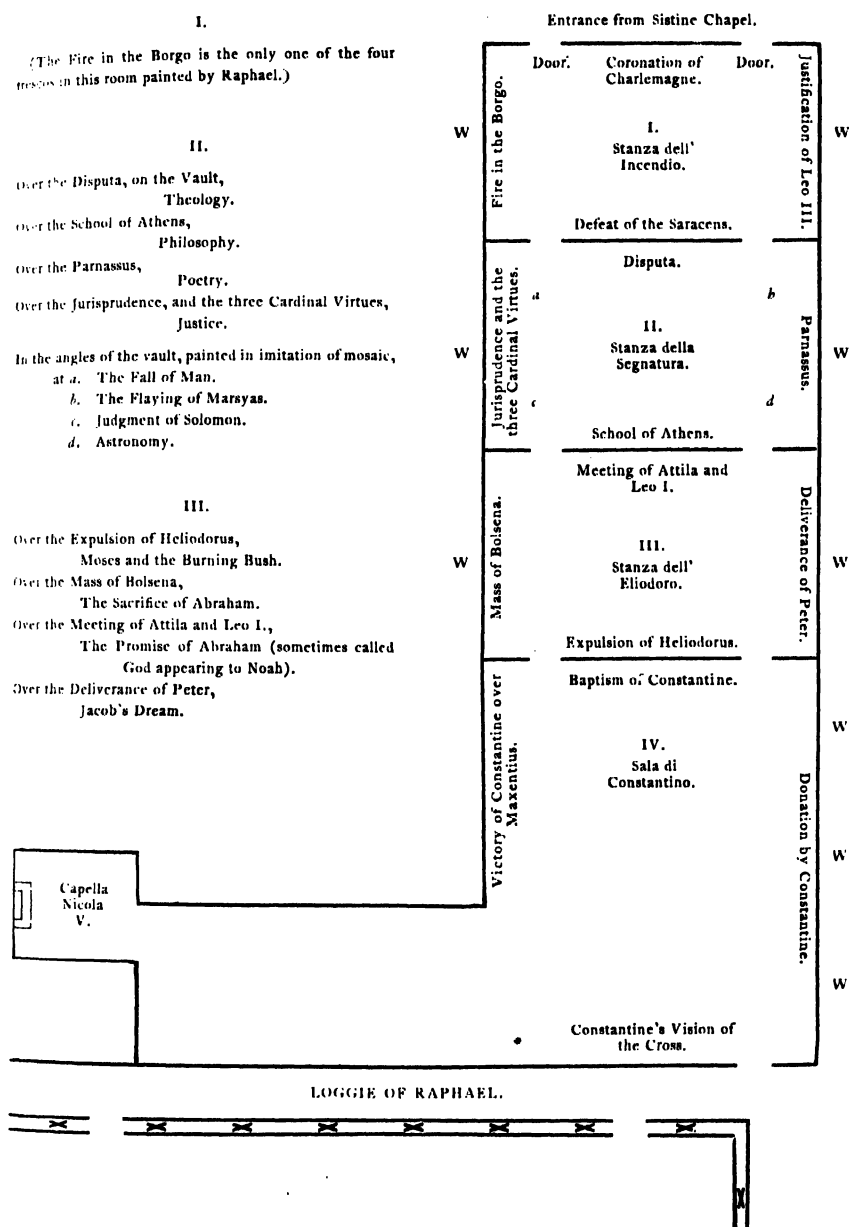 I.
(The Fire in the Borgo is the only one of the four
frescos in this room painted by Raphael.)
II.
Over the Disputa, on the Vault,
Theology.
Over the School of Athens,
Philosophy.
Over the Parnassus,
Poetry.
Over the Jurisprudence, and the three Cardinal Virtues,
Justice.
In the angles of the vault, painted in imitation of mosaic,
at a. The Fall of Man.
b. The Flaying of Marsyas.
c. Judgment of Solomon.
d. Astronomy.
III.
Over the Expulsion of Heliodorus,
Moses and the Burning Bush.
Over the Mass of Bolsena,
The Sacrifice of Abraham.
Over the Meeting of Attila and Leo I.,
The Promise of Abraham (sometimes called
God appearing to Noah).
Over the Deliverance of Peter,
Jacob's Dream.
Entrance from Sistine Chapel.
Door.
Coronation of
Charlemagne.
Door.
W
Fire in the Borgo.
I.
Stanza dell'
Incendio.
Justification of Leo III.
W
Defeat of the Saracens.
Disputa.
a
b
W
Jurisprudence and the
three Cardinal Virtues.
II.
Stanza della
Segnatura.
Parnassus.
W
c
d
School of Athens.
Meeting of Attila and
Leo I.
W
Mass of Bolsena.
III.
Stanza dell'
Eliodoro.
Deliverance of Peter.
W
Expulsion of Heliodorus.
Baptism of Constantine.
Victory of Constantine over
Maxentius.
IV.
Sala di
Constantino.
W
Donation by Constantine.
W
W
Capella
Nicola
V.
Constantine's Vision of
the Cross.
LOGGIE OF RAPHAEL.